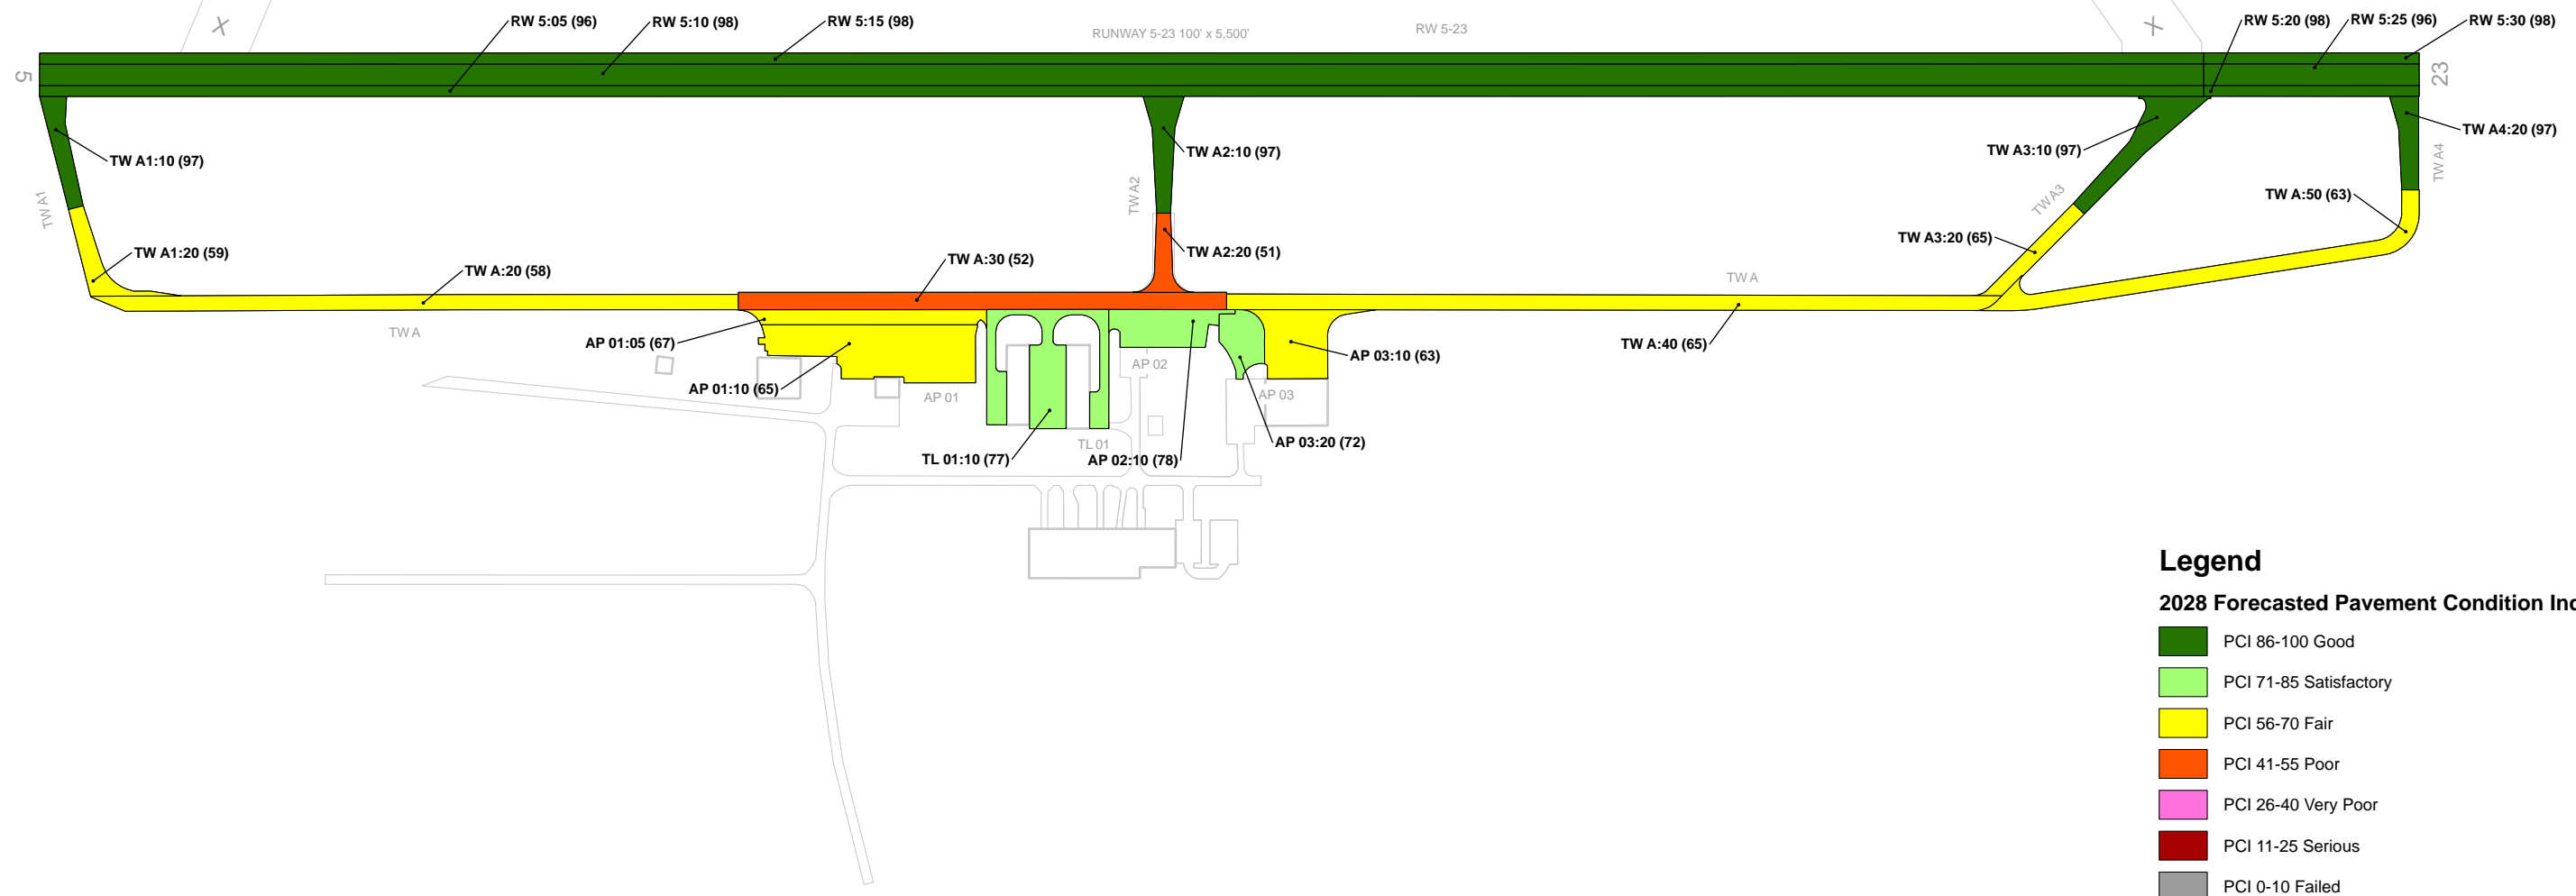 RW 5:05 (96)
RW 5:10 (98)
RW 5:15 (98)
RUNWAY 5-23 100' x 5,500'
RW 5-23
RW 5:20 (98)
RW 5:25 (96)
RW 5:30 (98)
X
X
5
23
TW A1:10 (97)
TW A2:10 (97)
TW A3:10 (97)
TW A4:20 (97)
TW A1
TW A2
TW A3
TW A4
TW A:50 (63)
TW A1:20 (59)
TW A:20 (58)
TW A:30 (52)
TW A2:20 (51)
TW A3:20 (65)
TW A
TW A
AP 01:05 (67)
AP 01:10 (65)
AP 01
AP 02
AP 03:10 (63)
TW A:40 (65)
AP 03
TL 01
TL 01:10 (77)
AP 02:10 (78)
AP 03:20 (72)
Legend
2028 Forecasted Pavement Condition
PCI 86-100 Good
PCI 71-85 Satisfactory
PCI 56-70 Fair
PCI 41-55 Poor
PCI 26-40 Very Poor
PCI 11-25 Serious
PCI 0-10 Failed